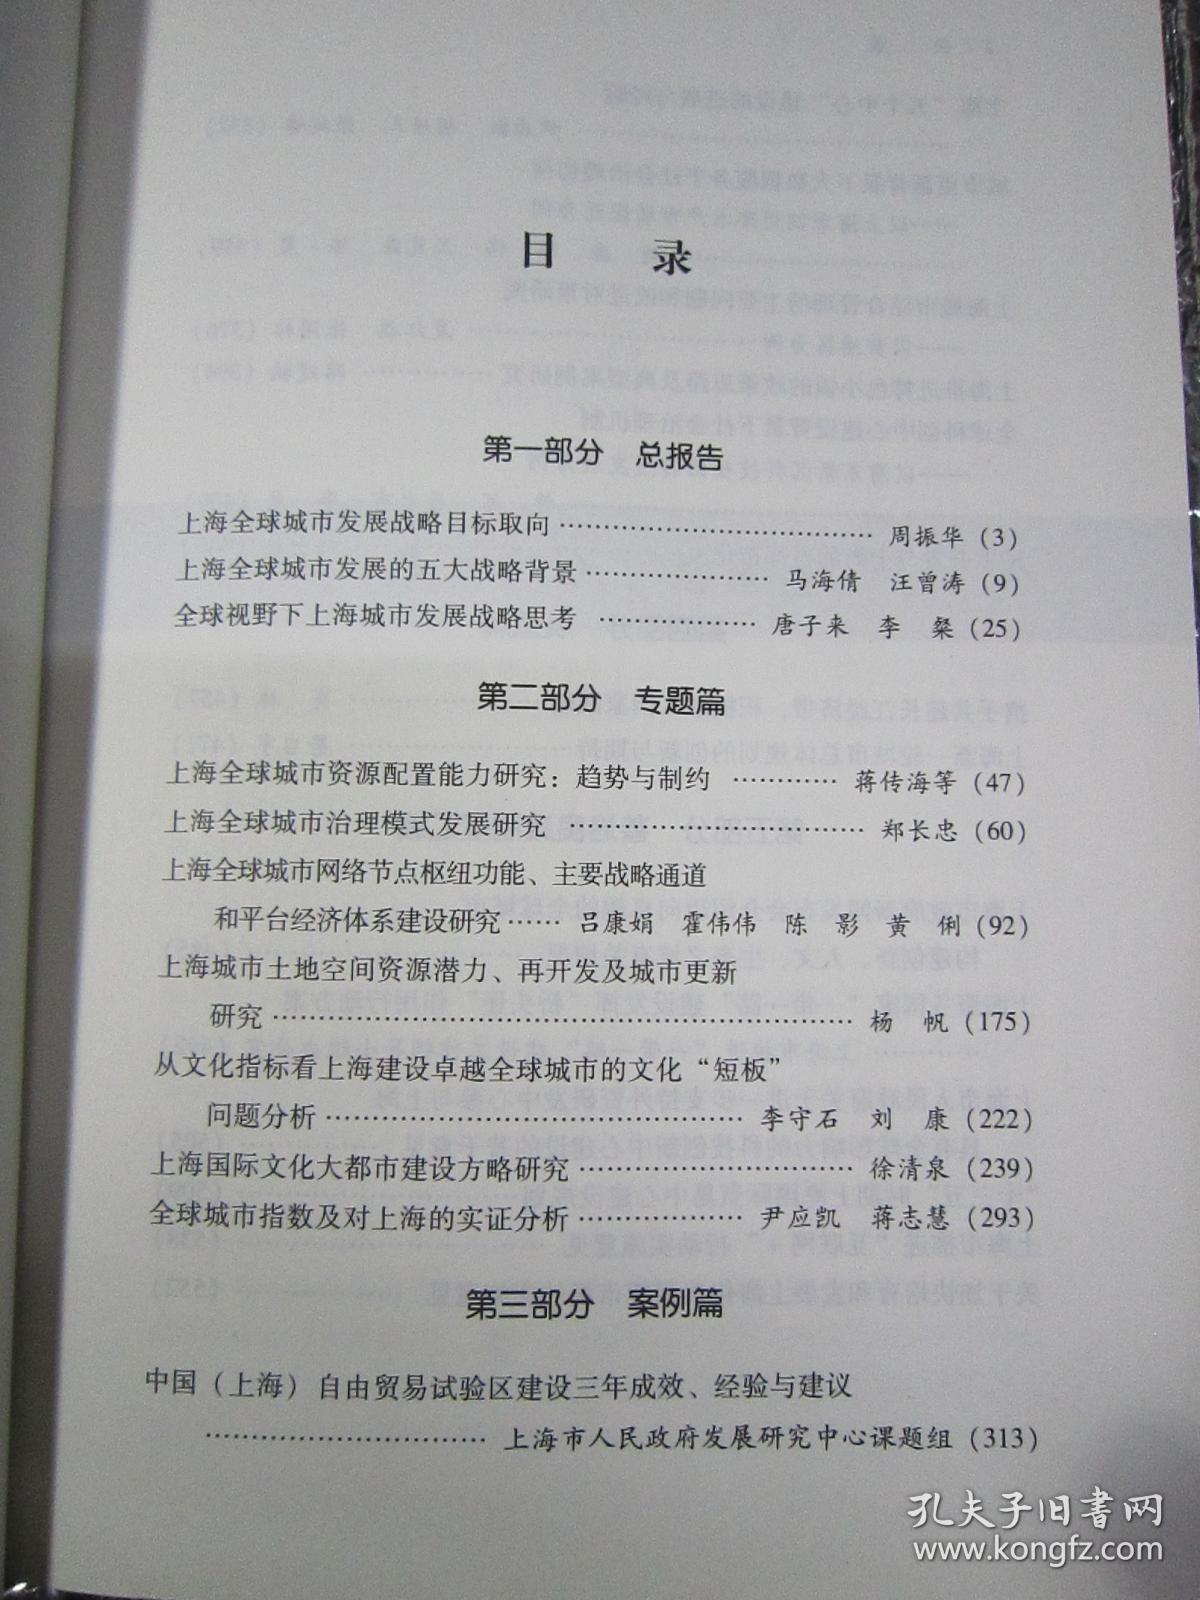 目 录
第一部分 总报告
上海全球城市发展战略目标取向 ……………………………… 周振华 (3)
上海全球城市发展的五大战略背景 ………………… 马海倩 汪曾涛 (9)
全球视野下上海城市发展战略思考 ……………… 唐子来 李 粲 (25)
第二部分 专题篇
上海全球城市资源配置能力研究：趋势与制约 ………… 蒋传海等 (47)
上海全球城市治理模式发展研究 ……………………………… 郑长忠 (60)
上海全球城市网络节点枢纽功能、主要战略通道
和平台经济体系建设研究 …… 吕康娟 霍伟伟 陈 影 黄 俐 (92)
上海城市土地空间资源潜力、再开发及城市更新
研究 ……………………………………………………… 杨 帆 (175)
从文化指标看上海建设卓越全球城市的文化“短板”
问题分析 ………………………………………… 李守石 刘 康 (222)
上海国际文化大都市建设方略研究 ………………………… 徐清泉 (239)
全球城市指数及对上海的实证分析 ……………… 尹应凯 蒋志慧 (293)
第三部分 案例篇
中国（上海）自由贸易试验区建设三年成效、经验与建议
………………………… 上海市人民政府发展研究中心课题组 (313)
孔夫子旧书网
www.kongfz.com